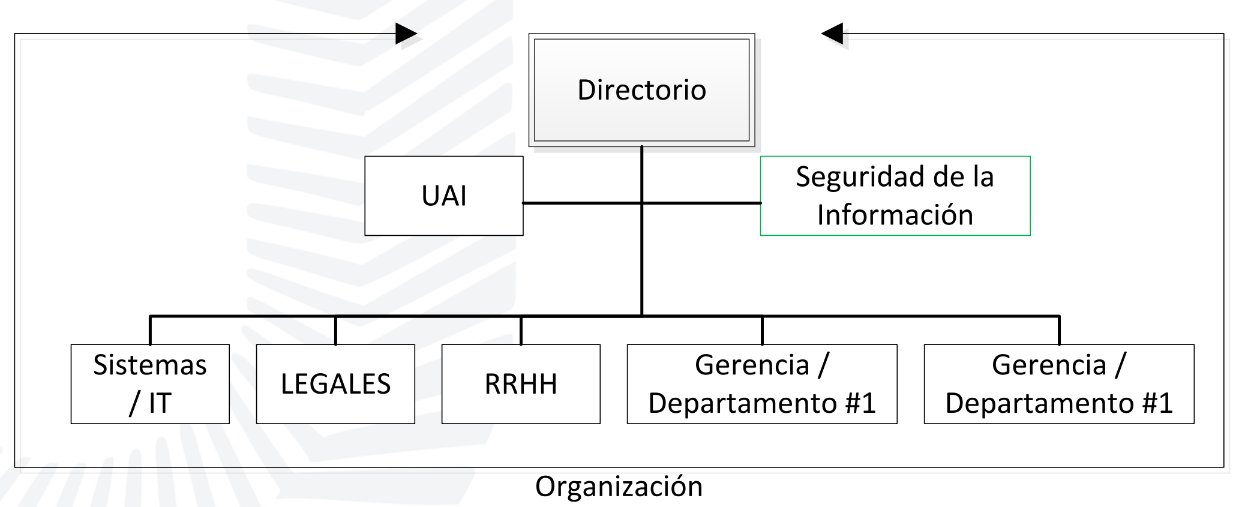 Directorio
UAI
Seguridad de la
Información
Sistemas
/ IT
LEGALES
RRHH
Gerencia /
Departamento #1
Gerencia /
Departamento #1
Organización